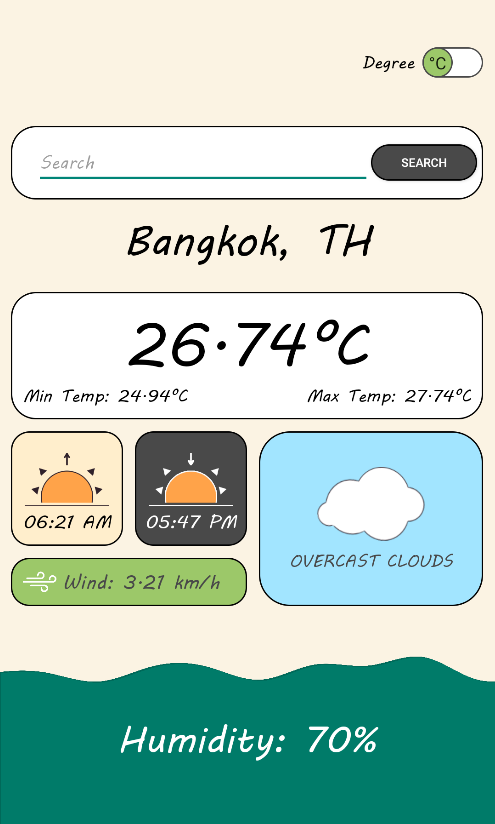 Degree °C
Search SEARCH
Bangkok, TH
26.74°C
Min Temp: 24.94°C Max Temp: 27.74°C
06:21 AM 05:47 PM
OVERCAST CLOUDS
Wind: 3.21 km/h
Humidity: 70%